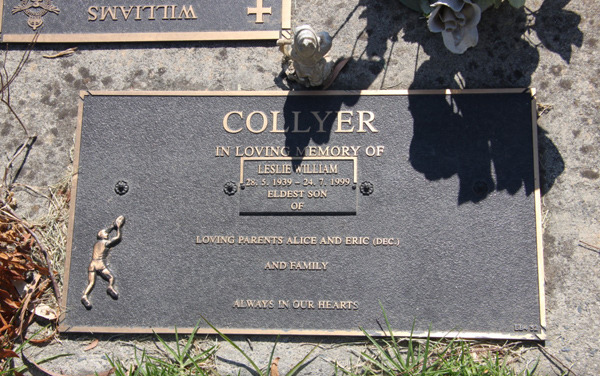 WILLIAMS
COLLYER
IN LOVING MEMORY OF
LESLIE WILLIAM
28. 5. 1939 – 24. 7. 1999
ELDEST SON
OF
LOVING PARENTS ALICE AND ERIC (DEC.)
AND FAMILY
ALWAYS IN OUR HEARTS